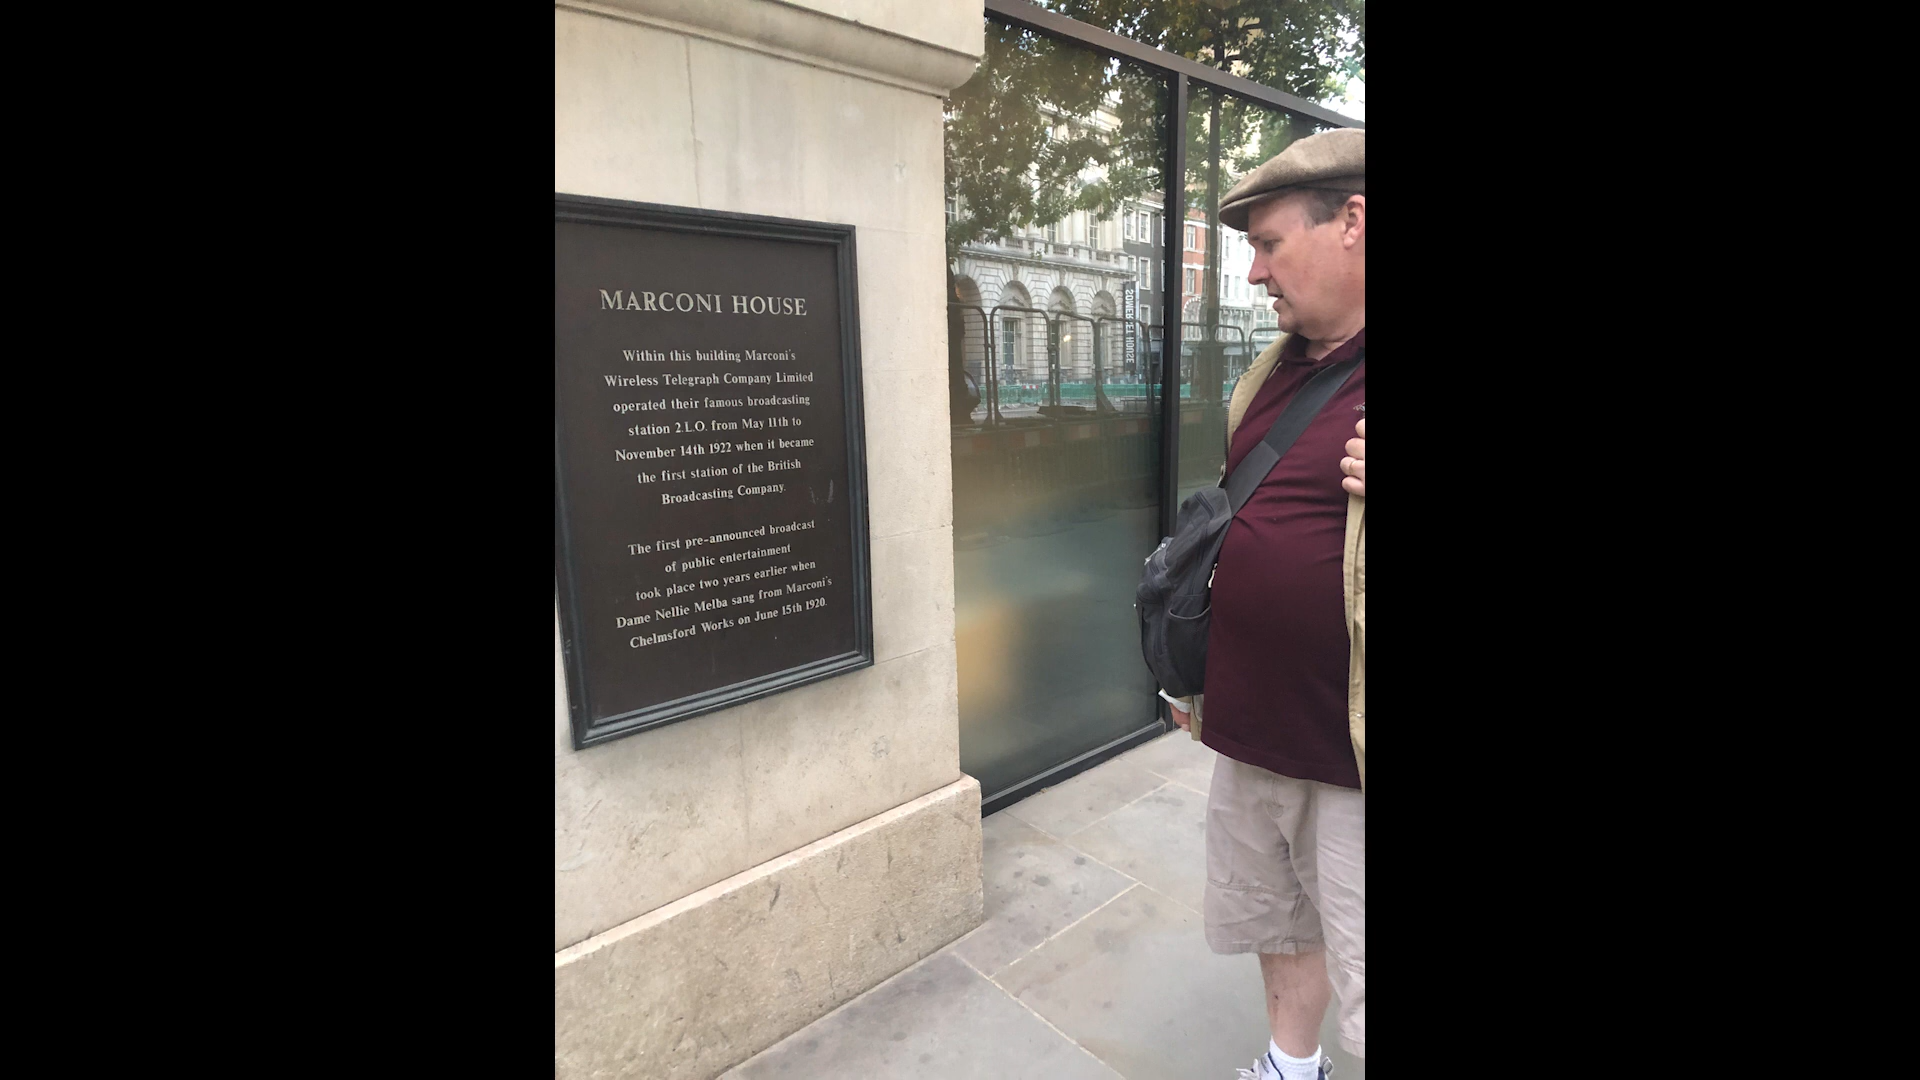 MARCONI HOUSE
Within this building Marconi's
Wireless Telegraph Company Limited
operated their famous broadcasting
station 2.L.O. from May 11th to
November 14th 1922 when it became
the first station of the British
Broadcasting Company.
The first pre-announced broadcast
of public entertainment
took place two years earlier when
Dame Nellie Melba sang from Marconi's
Chelmsford Works on June 15th 1920.
SOMERSET HOUSE